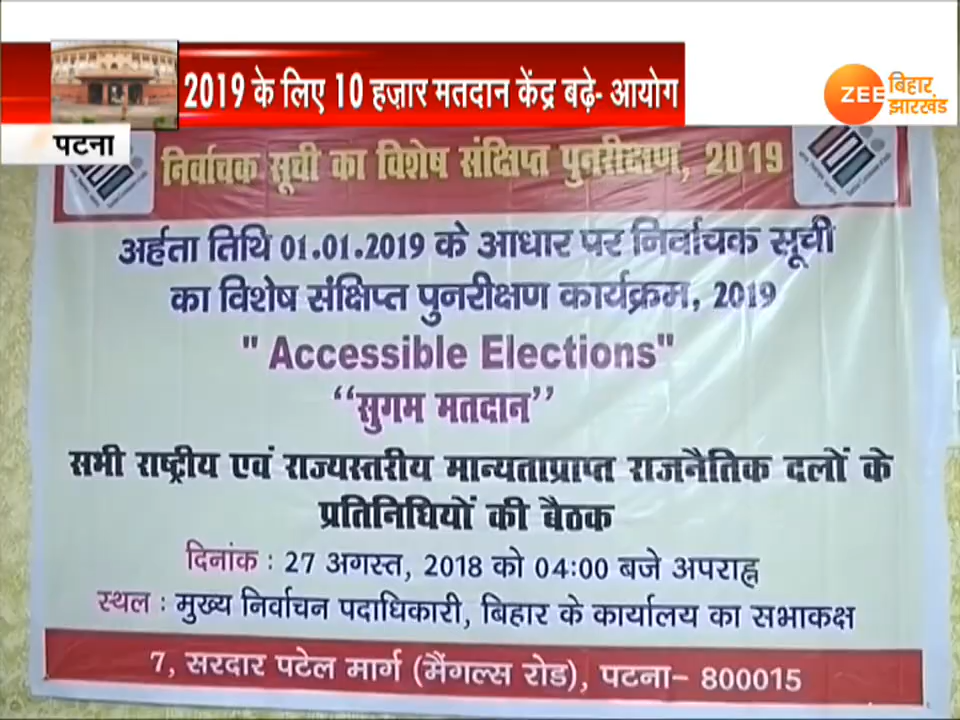 2019 के लिए 10 हज़ार मतदान केंद्र बढ़े- आयोग
ZEE बिहार झारखंड
पटना
निर्वाचक सूची का विशेष संक्षिप्त पुनरीक्षण, 2019
अर्हता तिथि 01.01.2019 के आधार पर निर्वाचक सूची
का विशेष संक्षिप्त पुनरीक्षण कार्यक्रम, 2019
" Accessible Elections"
“सुगम मतदान”
सभी राष्ट्रीय एवं राज्यस्तरीय मान्यताप्राप्त राजनैतिक दलों के
प्रतिनिधियों की बैठक
दिनांक : 27 अगस्त, 2018 को 04:00 बजे अपराह्न
स्थल : मुख्य निर्वाचन पदाधिकारी, बिहार के कार्यालय का सभाकक्ष
7, सरदार पटेल मार्ग (मैंगल्स रोड), पटना– 800015